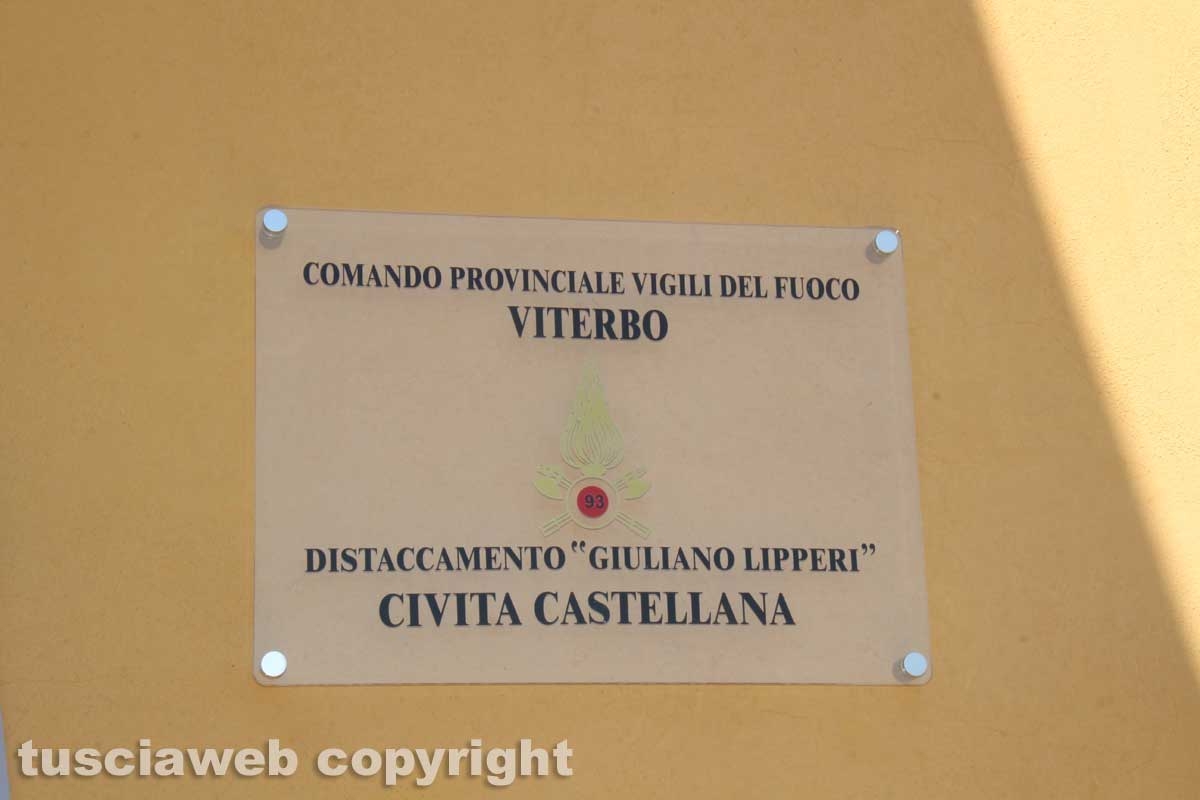 COMANDO PROVINCIALE VIGILI DEL FUOCO
VITERBO
93
DISTACCAMENTO “GIULIANO LIPPERI”
CIVITA CASTELLANA
tusciaweb copyright